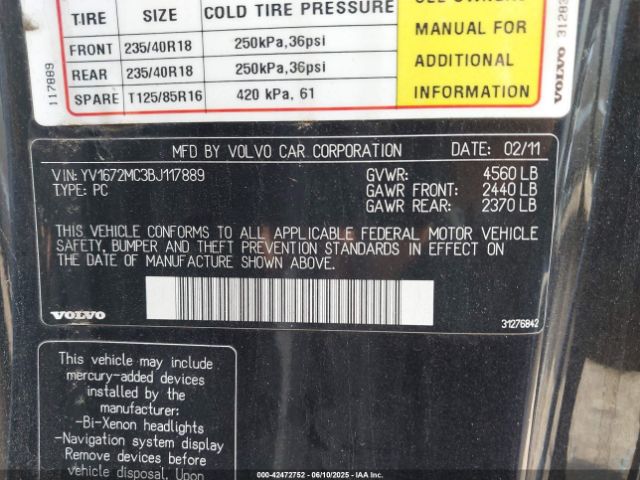 TIRE SIZE COLD TIRE PRESSURE
FRONT 235/40R18 250kPa,36psi
REAR 235/40R18 250kPa,36psi
SPARE T125/85R16 420 kPa, 61
117889
SEE OWNERS
MANUAL FOR
ADDITIONAL
INFORMATION
VOLVO 3128
MFD BY VOLVO CAR CORPORATION DATE: 02/11
VIN: YV1672MC3BJ117889 GVWR: 4560 LB
TYPE: PC GAWR FRONT: 2440 LB
GAWR REAR: 2370 LB
THIS VEHICLE CONFORMS TO ALL APPLICABLE FEDERAL MOTOR VEHICLE
SAFETY, BUMPER AND THEFT PREVENTION STANDARDS IN EFFECT ON
THE DATE OF MANUFACTURE SHOWN ABOVE.
VOLVO 31276842
This vehicle may include
mercury-added devices
installed by the
manufacturer:
-Bi-Xenon headlights
-Navigation system display
Remove devices before
vehicle disposal. Upon
00-42472752 - 06/10/2025 - IAA Inc.